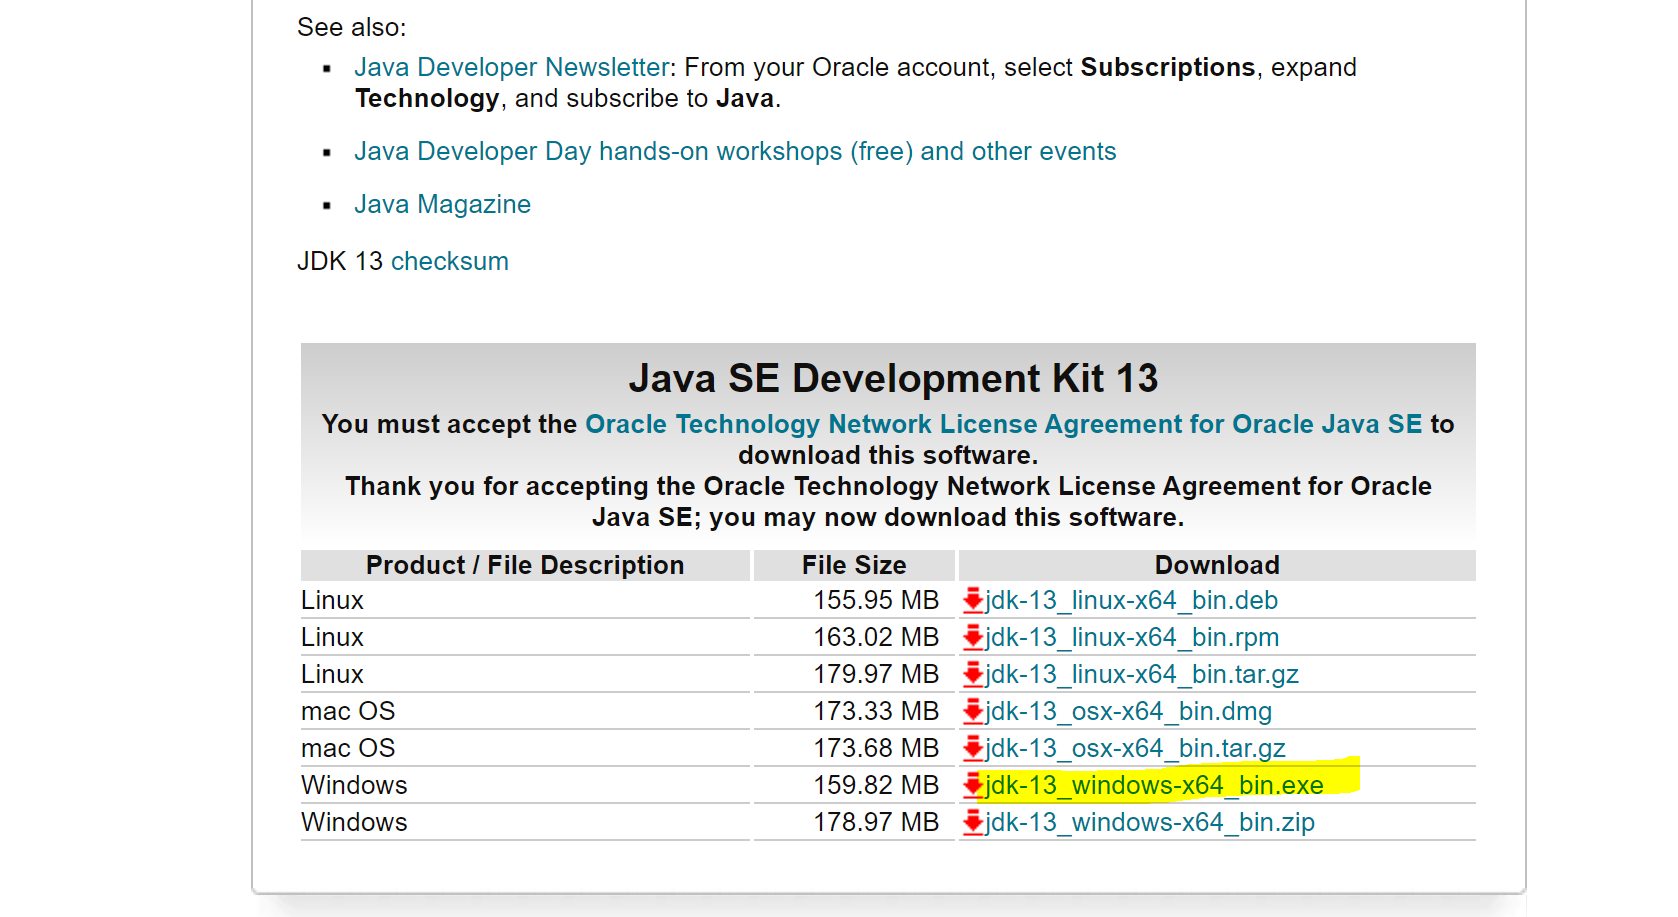 See also:
Java Developer Newsletter: From your Oracle account, select Subscriptions, expand
Technology, and subscribe to Java.
Java Developer Day hands-on workshops (free) and other events
Java Magazine
JDK 13 checksum
Java SE Development Kit 13
You must accept the Oracle Technology Network License Agreement for Oracle Java SE to
download this software.
Thank you for accepting the Oracle Technology Network License Agreement for Oracle
Java SE; you may now download this software.
Product / File Description File Size Download
Linux 155.95 MB jdk-13_linux-x64_bin.deb
Linux 163.02 MB jdk-13_linux-x64_bin.rpm
Linux 179.97 MB jdk-13_linux-x64_bin.tar.gz
mac OS 173.33 MB jdk-13_osx-x64_bin.dmg
mac OS 173.68 MB jdk-13_osx-x64_bin.tar.gz
Windows 159.82 MB jdk-13_windows-x64_bin.exe
Windows 178.97 MB jdk-13_windows-x64_bin.zip